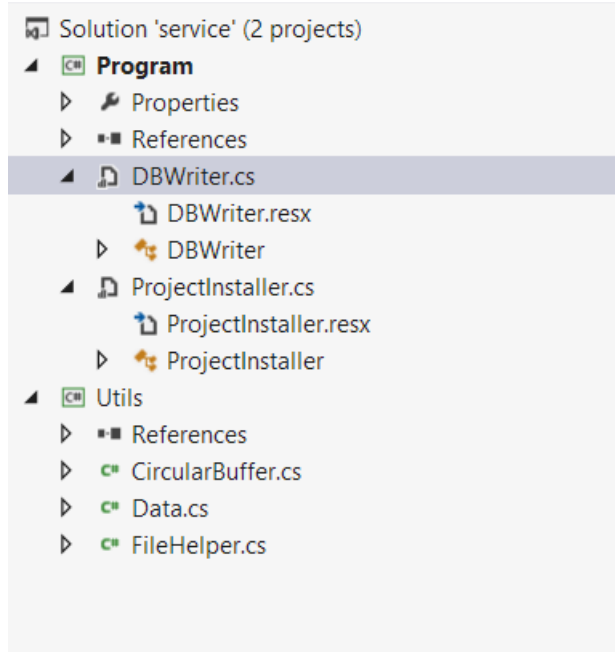 Solution 'service' (2 projects)
C# Program
Properties
References
DBWriter.cs
DBWriter.resx
DBWriter
ProjectInstaller.cs
ProjectInstaller.resx
ProjectInstaller
C# Utils
References
C# CircularBuffer.cs
C# Data.cs
C# FileHelper.cs